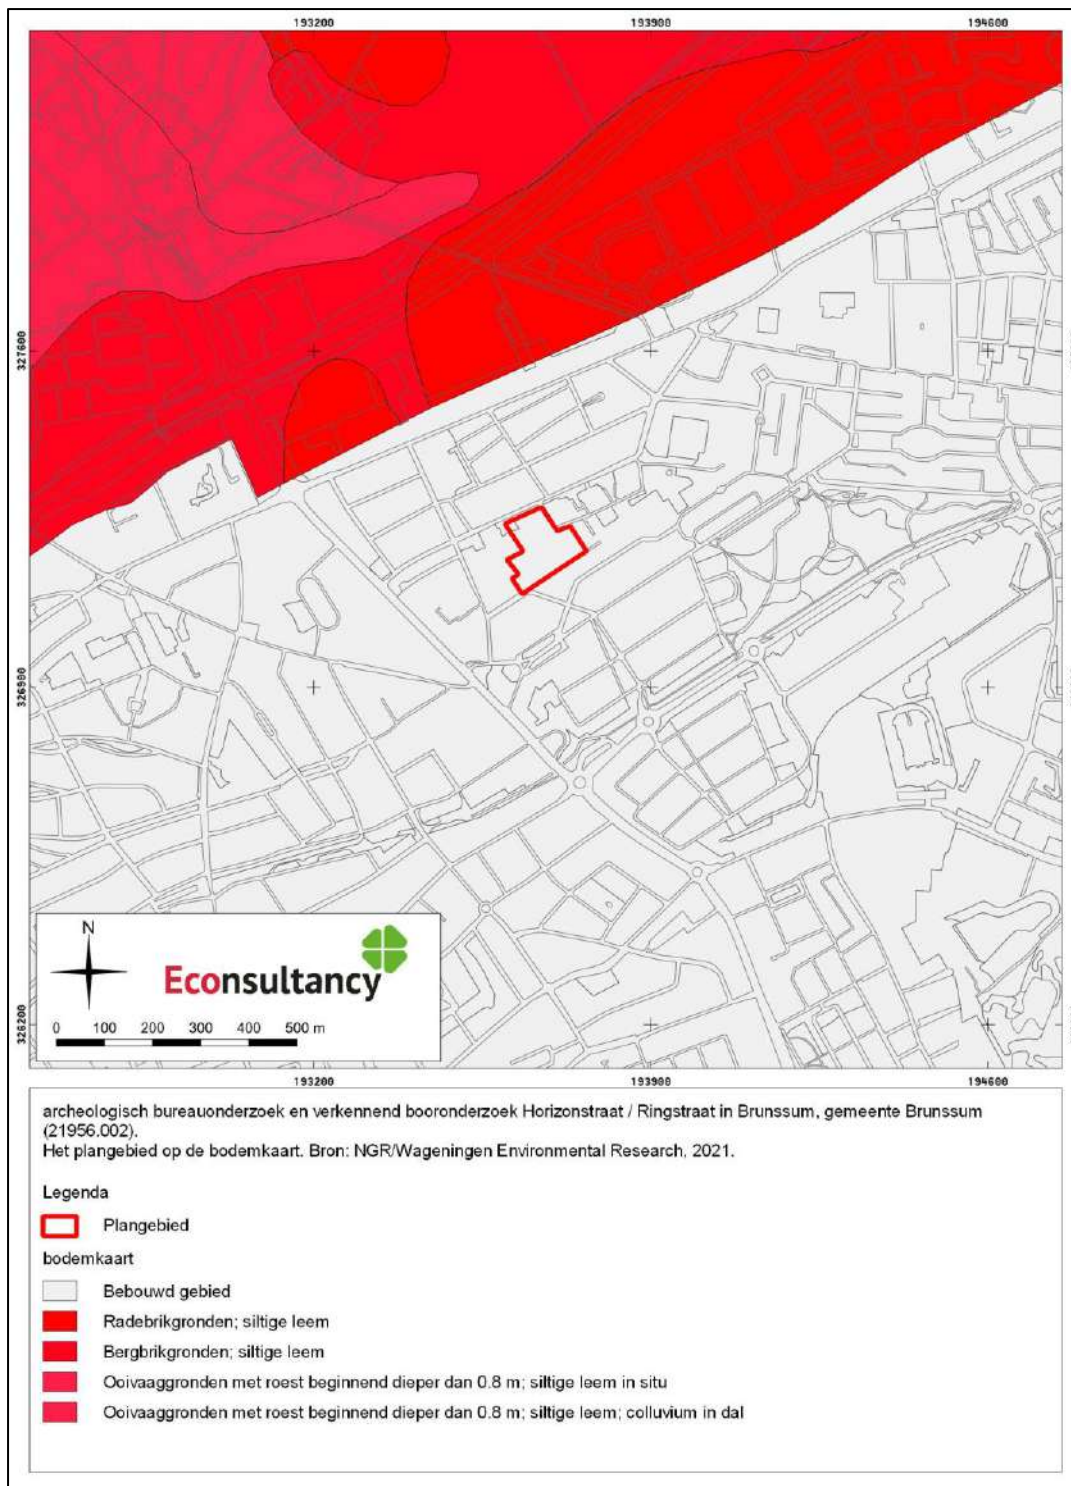 193200 193900 194600
327600
326900
326200
N
Econsultancy
0 100 200 300 400 500 m
193200 193900 194600
archeologisch bureauonderzoek en verkennend booronderzoek Horizonstraat / Ringstraat in Brunssum, gemeente Brunssum
(21956.002).
Het plangebied op de bodemkaart. Bron: NGR/Wageningen Environmental Research, 2021.
Legenda
Plangebied
bodemkaart
Bebouwd gebied
Radebrikgronden; siltige leem
Bergbrikgronden; siltige leem
Ooivaaggronden met roest beginnend dieper dan 0.8 m; siltige leem in situ
Ooivaaggronden met roest beginnend dieper dan 0.8 m; siltige leem; colluvium in dal